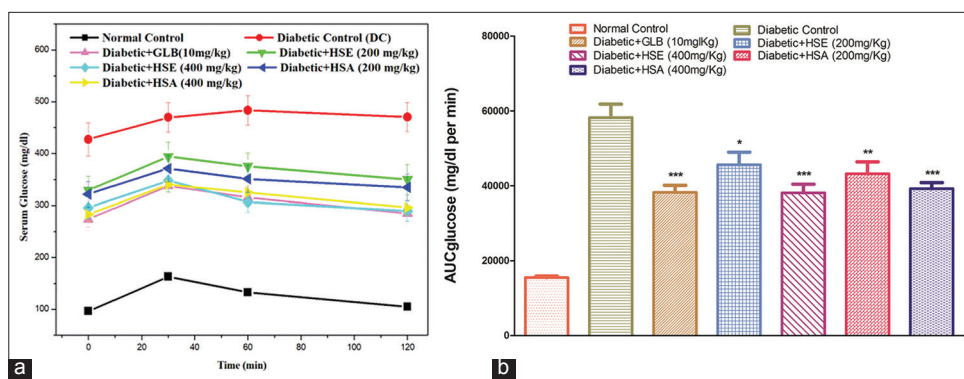 Normal Control
Diabetic Control (DC)
Diabetic+GLB(10mg/kg)
Diabetic+HSE (200 mg/kg)
Diabetic+HSE (400 mg/kg)
Diabetic+HSA (200 mg/kg)
Diabetic+HSA (400 mg/kg)
600
500
400
300
200
100
Serum Glucose (mg/dl)
0
20
40
60
80
100
120
Time (min)
a
Normal Control
Diabetic Control
Diabetic+GLB (10mglKg)
Diabetic+HSE (200mg/Kg)
Diabetic+HSE (400mg/Kg)
Diabetic+HSA (200mg/Kg)
Diabetic+HSA (400mg/Kg)
80000
60000
40000
20000
0
AUCglucose (mg/dl per min)
***
*
***
**
***
b